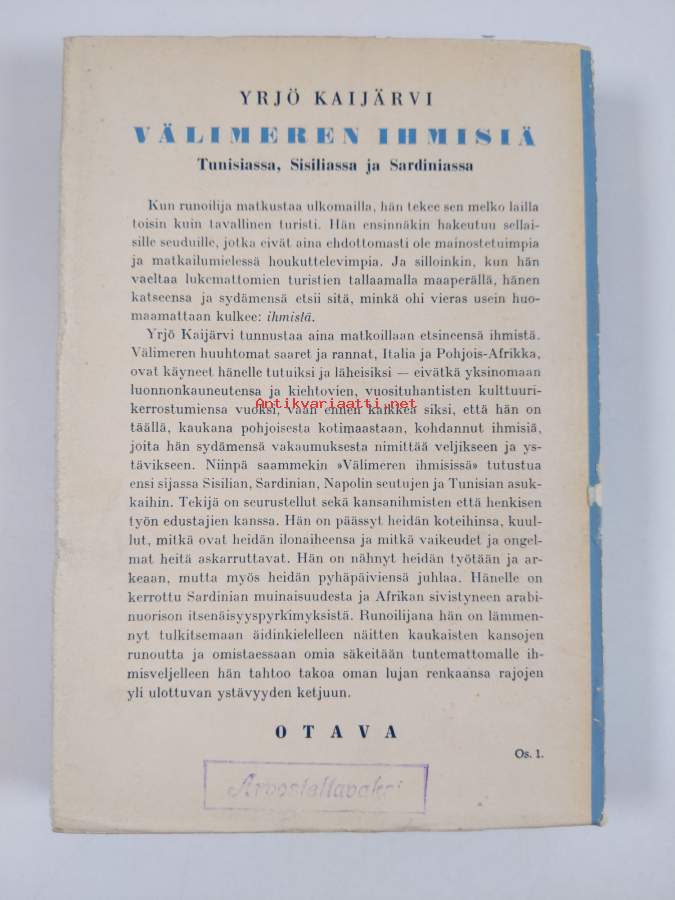 YRJÖ KAIJÄRVI
VÄLIMEREN IHMISIÄ
Tunisiassa, Sisiliassa ja Sardiniassa
Kun runoilija matkustaa ulkomailla, hän tekee sen melko lailla
toisin kuin tavallinen turisti. Hän ensinnäkin hakeutuu sellai-
sille seuduille, jotka eivät aina ehdottomasti ole mainostetuimpia
ja matkailumielessä houkuttelevimpia. Ja silloinkin, kun hän
vaeltaa lukemattomien turistien tallaamalla maaperällä, hänen
katseensa ja sydämensä etsii sitä, minkä ohi vieras usein huo-
maamattaan kulkee: ihmistä.
Yrjö Kaijärvi tunnustaa aina matkoillaan etsineensä ihmistä.
Välimeren huuhtomat saaret ja rannat, Italia ja Pohjois-Afrikka,
ovat käyneet hänelle tutuiksi ja läheisiksi — eivätkä yksinomaan
luonnonkauneutensa ja kiehtovien, vuosituhantisten kulttuuri-
Antikvariaatti.net
kerrostumiensa vuoksi, vaan ennen kaikkea siksi, että hän on
täällä, kaukana pohjoisesta kotimaastaan, kohdannut ihmisiä,
joita hän sydämensä vakaumuksesta nimittää veljikseen ja ys-
tävikseen. Niinpä saammekin »Välimeren ihmisissä» tutustua
ensi sijassa Sisilian, Sardinian, Napolin seutujen ja Tunisian asuk-
kaihin. Tekijä on seurustellut sekä kansanihmisten että henkisen
työn edustajien kanssa. Hän on päässyt heidän koteihinsa, kuul-
lut, mitkä ovat heidän ilonaiheensa ja mitkä vaikeudet ja ongel-
mat heitä askarruttavat. Hän on nähnyt heidän työtään ja ar-
keaan, mutta myös heidän pyhäpäiviensä juhlaa. Hänelle on
kerrottu Sardinian muinaisuudesta ja Afrikan sivistyneen arabi-
nuorison itsenäisyyspyrkimyksistä. Runoilijana hän on lämmen-
nyt tulkitsemaan äidinkielelleen näitten kaukaisten kansojen
runoutta ja omistaessaan omia säkeitään tuntemattomalle ih-
misveljelleen hän tahtoo takoa oman lujan renkaansa rajojen
yli ulottuvan ystävyyden ketjuun.
OTAVA
Os. 1.
Arvosteltavaksi